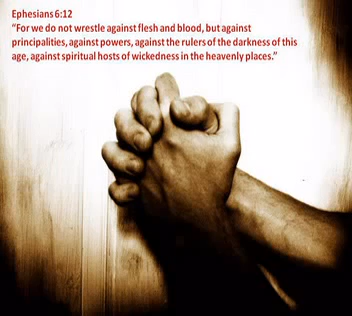 Ephesians 6:12
“For we do not wrestle against flesh and blood, but against
principalities, against powers, against the rulers of the darkness of this
age, against spiritual hosts of wickedness in the heavenly places.”